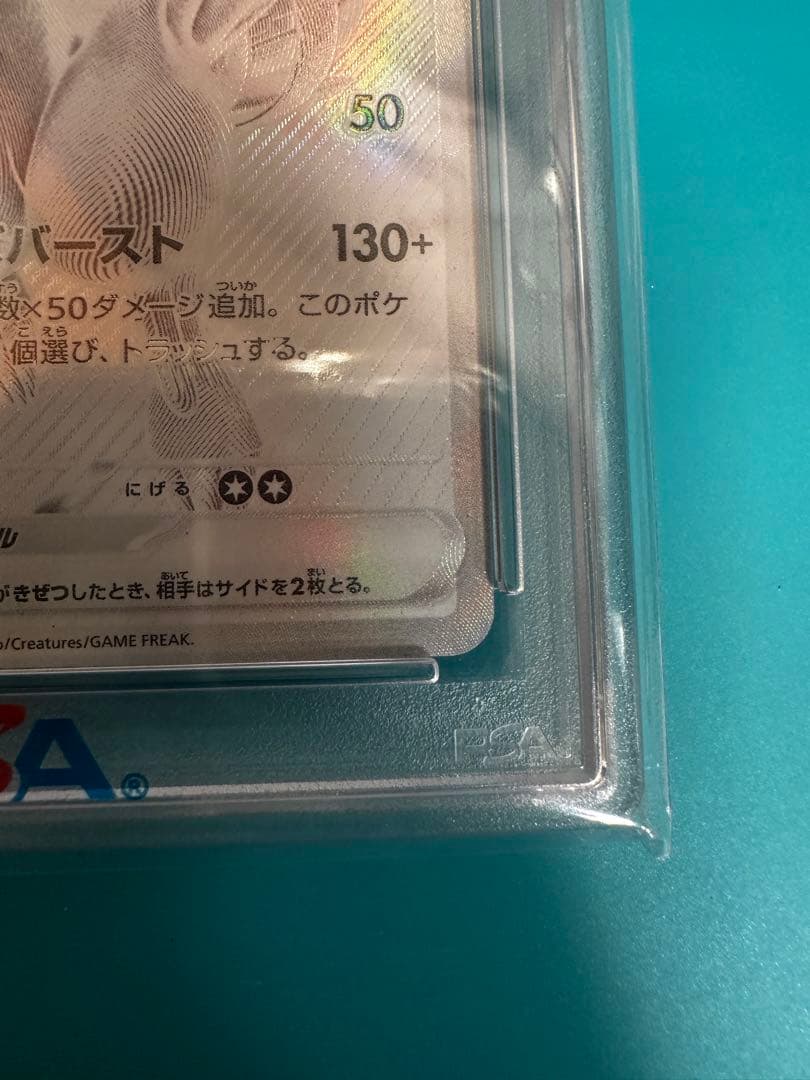 50
バースト 130+
数×50ダメージ追加。このポケ
個選び、トラッシュする。
にげる
ル
がきぜつしたとき、相手はサイドを2枚とる。
/Creatures/GAME FREAK.
PSA
SA®